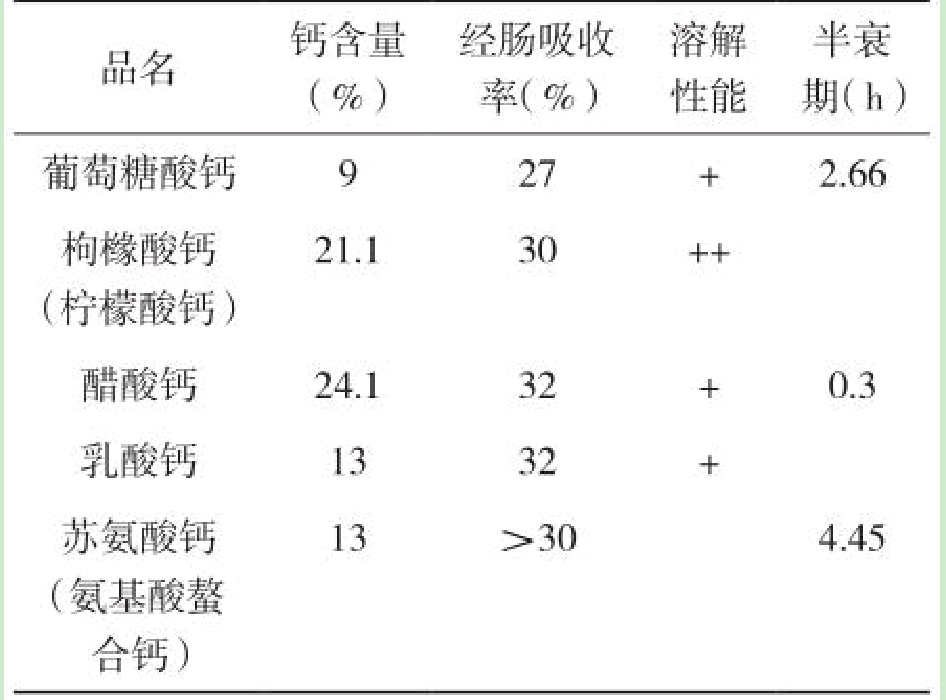 品名 钙含量(%) 经肠吸收率(%) 溶解性能 半衰期(h)
葡萄糖酸钙 9 27 + 2.66
枸橼酸钙(柠檬酸钙) 21.1 30 ++
醋酸钙 24.1 32 + 0.3
乳酸钙 13 32 +
苏氨酸钙(氨基酸螯合钙) 13 >30 4.45